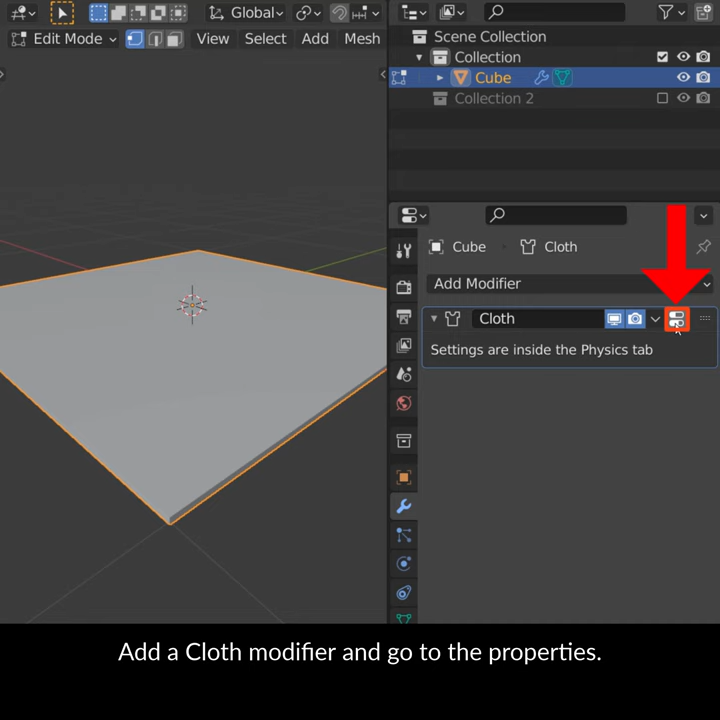 Global
Edit Mode View Select Add Mesh
Scene Collection
Collection
Cube
Collection 2
Cube Cloth
Add Modifier
Cloth
Settings are inside the Physics tab
Add a Cloth modifier and go to the properties.